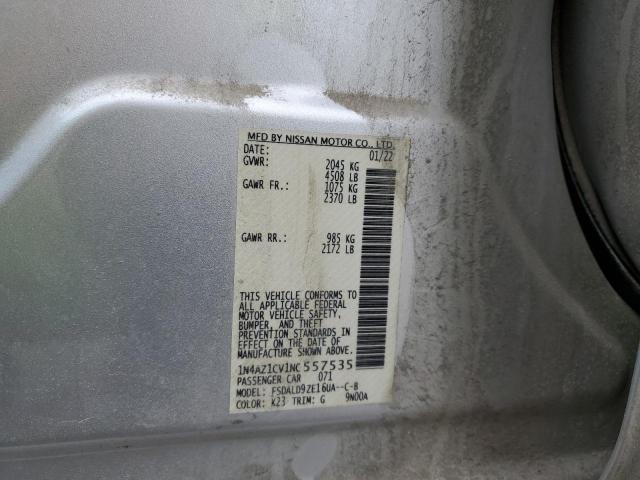 MFD BY NISSAN MOTOR CO., LTD.
DATE: 01/22
GVWR: 2045 KG
4508 LB
GAWR FR.: 1075 KG
2370 LB
GAWR RR.: 985 KG
2172 LB
THIS VEHICLE CONFORMS TO
ALL APPLICABLE FEDERAL
MOTOR VEHICLE SAFETY,
BUMPER, AND THEFT
PREVENTION STANDARDS IN
EFFECT ON THE DATE OF
MANUFACTURE SHOWN ABOVE.
1N4AZ1CV1NC 557535
PASSENGER CAR 071
MODEL: FSDALD9ZE16UA--C-B
COLOR: K23 TRIM: G 9N00A